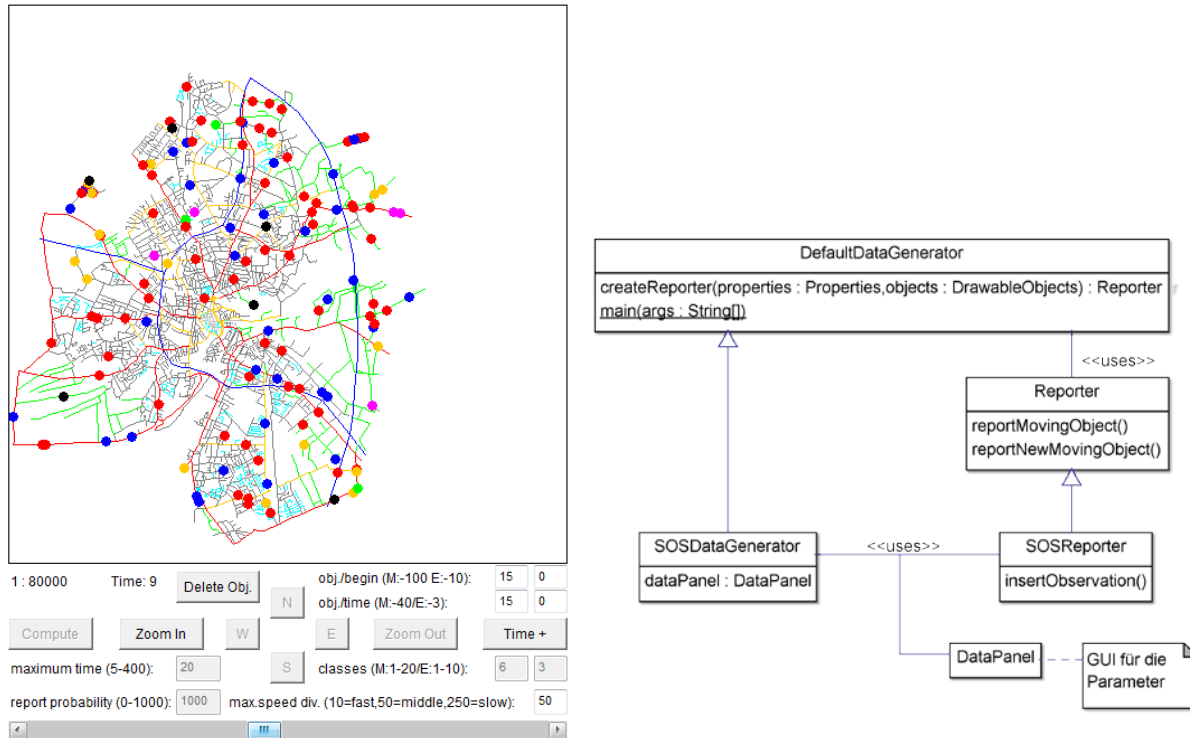 1 : 80000
Time: 9
Delete Obj.
obj./begin (M:-100 E:-10):
15
0
N
obj./time (M:-40/E:-3):
15
0
Compute
Zoom In
W
E
Zoom Out
Time +
maximum time (5-400):
20
S
classes (M:1-20/E:1-10):
6
3
report probability (0-1000):
1000
max.speed div. (10=fast,50=middle,250=slow):
50
DefaultDataGenerator
createReporter(properties : Properties,objects : DrawableObjects) : Reporter
main(args : String[])
<<uses>>
Reporter
reportMovingObject()
reportNewMovingObject()
SOSDataGenerator
dataPanel : DataPanel
<<uses>>
SOSReporter
insertObservation()
DataPanel
GUI für die
Parameter